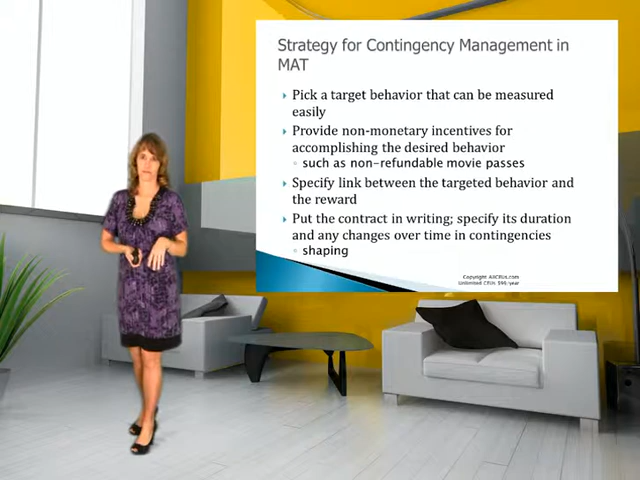 Strategy for Contingency Management in
MAT
Pick a target behavior that can be measured
easily
Provide non-monetary incentives for
accomplishing the desired behavior
such as non-refundable movie passes
Specify link between the targeted behavior and
the reward
Put the contract in writing; specify its duration
and any changes over time in contingencies
shaping
Copyright AllCEUs.com
Unlimited CEUs $99/year